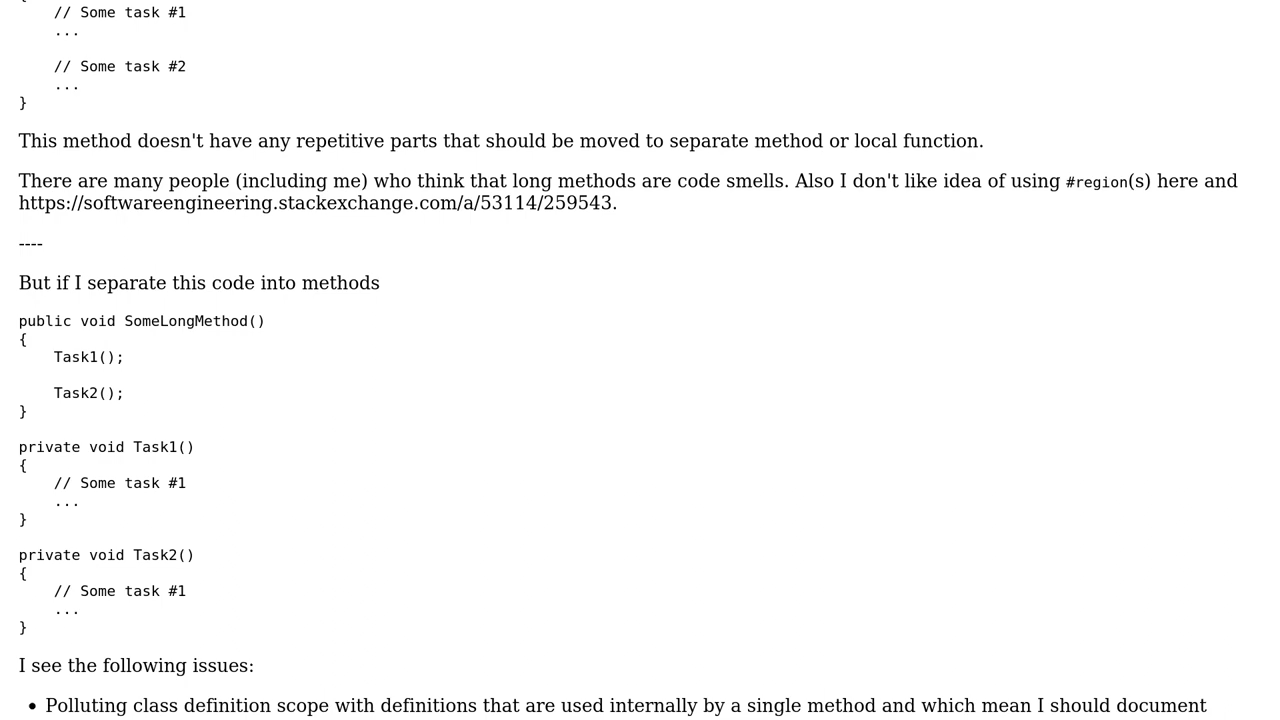 {
    // Some task #1
    ...
    // Some task #2
    ...
}
This method doesn't have any repetitive parts that should be moved to separate method or local function.
There are many people (including me) who think that long methods are code smells. Also I don't like idea of using #region(s) here and
https://softwareengineering.stackexchange.com/a/53114/259543.
----
But if I separate this code into methods
public void SomeLongMethod()
{
    Task1();
    Task2();
}
private void Task1()
{
    // Some task #1
    ...
}
private void Task2()
{
    // Some task #1
    ...
}
I see the following issues:
• Polluting class definition scope with definitions that are used internally by a single method and which mean I should document